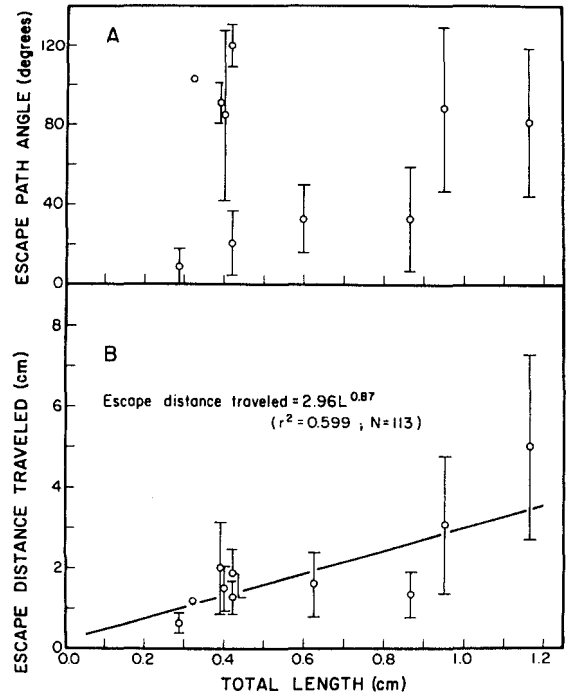 A
ESCAPE PATH ANGLE (degrees)
120
80
40
0
B
ESCAPE DISTANCE TRAVELED (cm)
8
6
4
2
0
Escape distance traveled = 2.96L^0.87
(r² = 0.599 ; N = 113)
0.0 0.2 0.4 0.6 0.8 1.0 1.2
TOTAL LENGTH (cm)